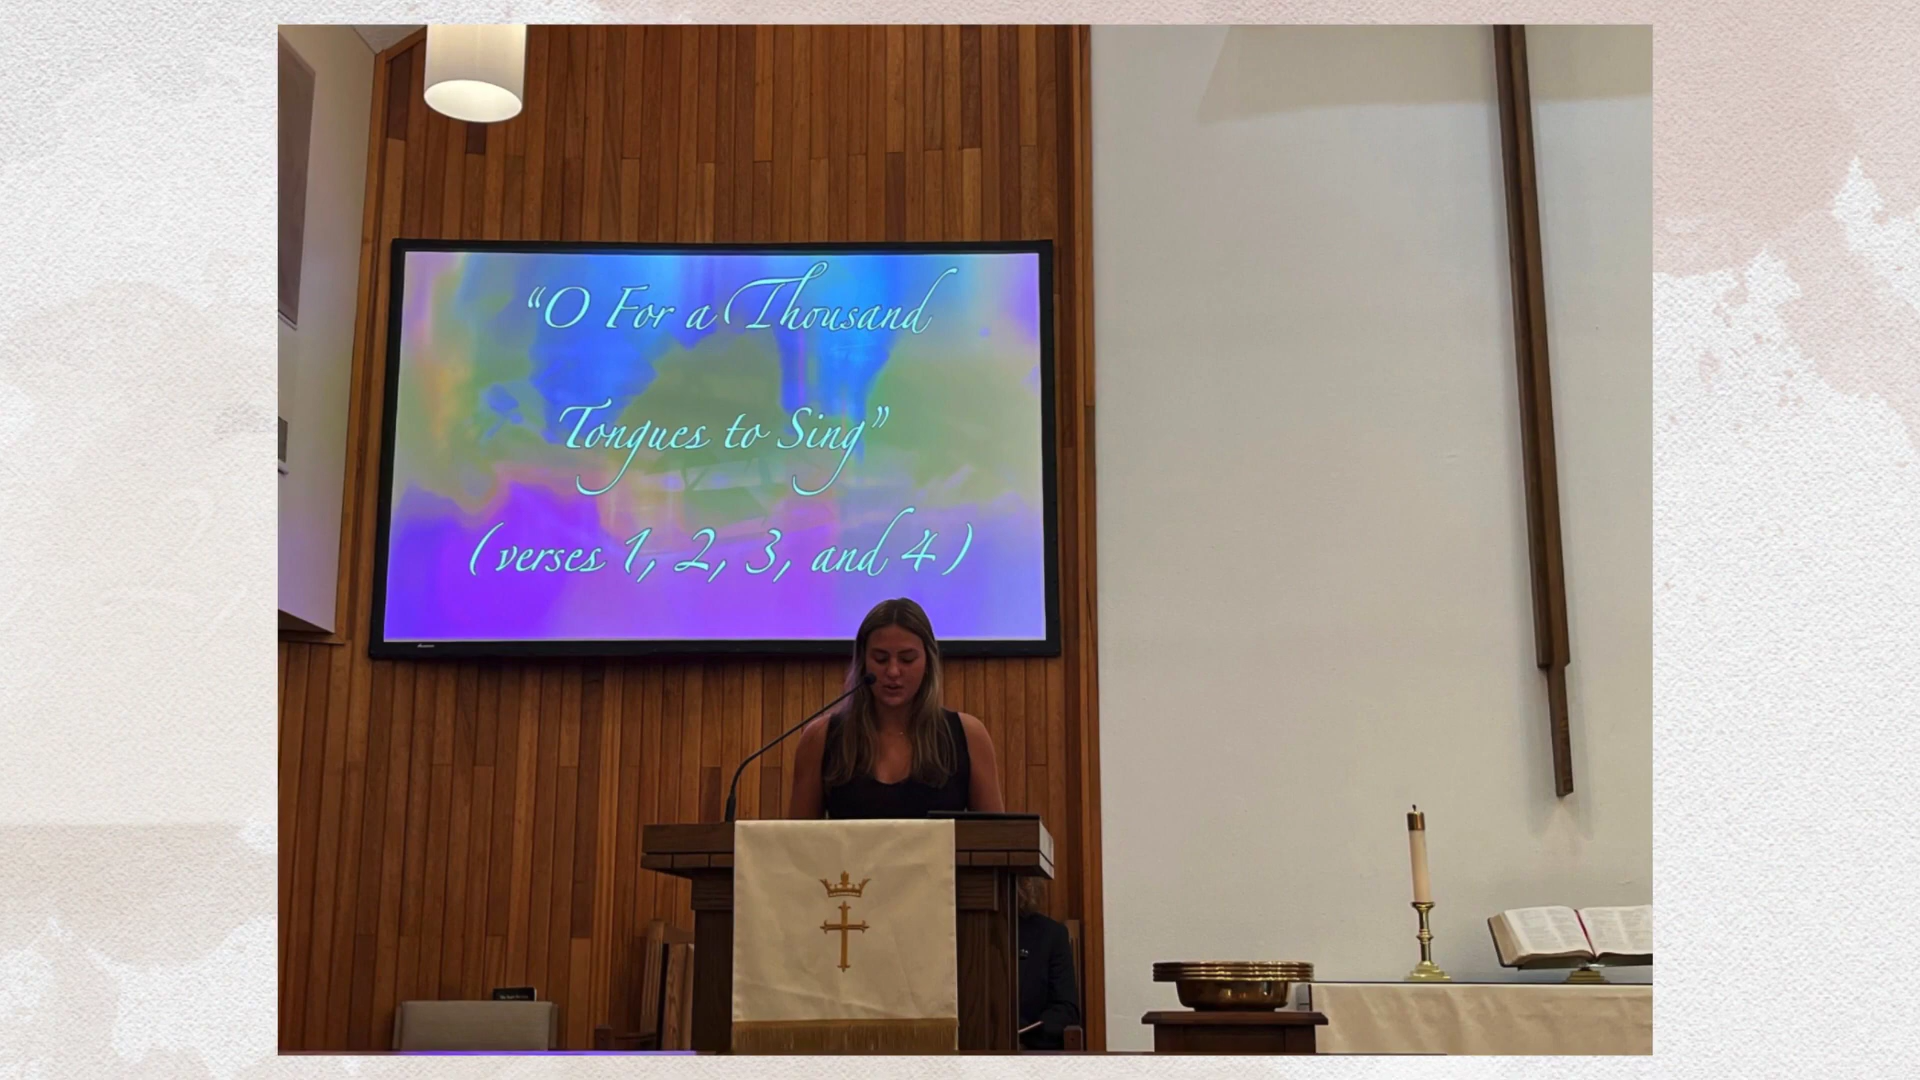 “O For a Thousand
Tongues to Sing”
(verses 1, 2, 3, and 4)